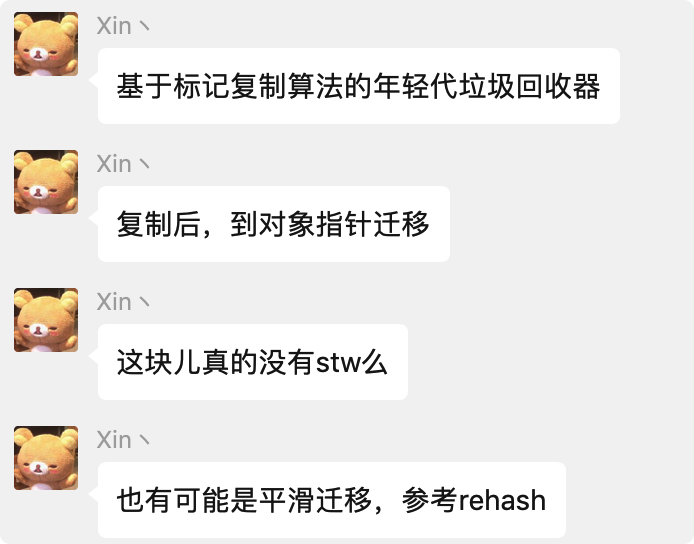 Xin丶
基于标记复制算法的年轻代垃圾回收器
Xin丶
复制后，到对象指针迁移
Xin丶
这块儿真的没有stw么
Xin丶
也有可能是平滑迁移，参考rehash